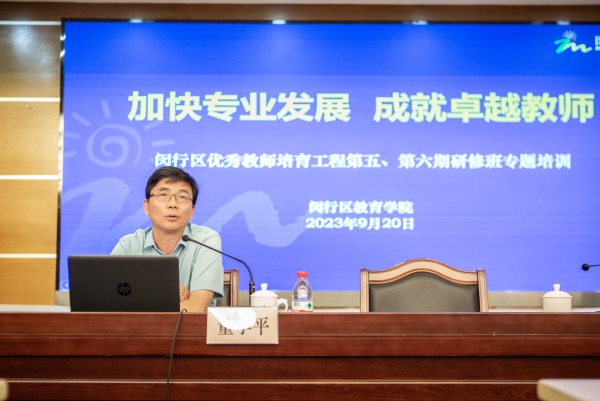 加快专业发展 成就卓越教师
闵行区优秀教师培育工程第五、第六期研修班专题培训
闵行区教育学院
2023年9月20日
hp